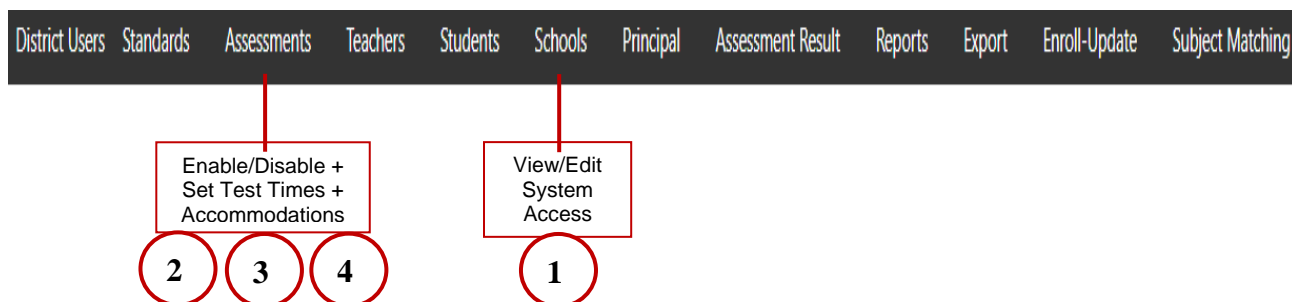 District Users Standards Assessments Teachers Students Schools Principal Assessment Result Reports Export Enroll-Update Subject Matching
Enable/Disable +
Set Test Times +
Accommodations
View/Edit
System
Access
2 3 4 1